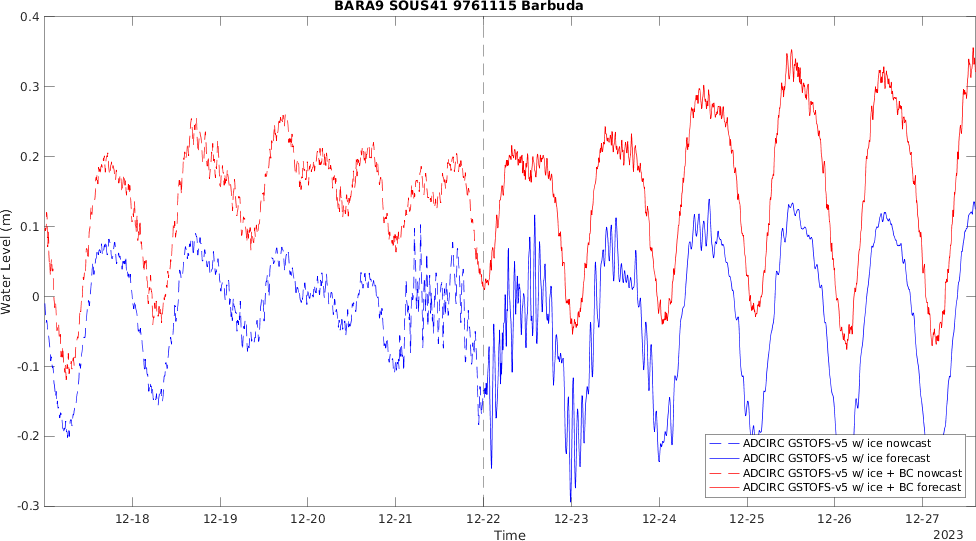 BARA9 SOUS41 9761115 Barbuda
Water Level (m)
0.4
0.3
0.2
0.1
0
-0.1
-0.2
-0.3
ADCIRC GSTOFS-v5 w/ ice nowcast
ADCIRC GSTOFS-v5 w/ ice forecast
ADCIRC GSTOFS-v5 w/ ice + BC nowcast
ADCIRC GSTOFS-v5 w/ ice + BC forecast
12-18 12-19 12-20 12-21 12-22 12-23 12-24 12-25 12-26 12-27
Time
2023